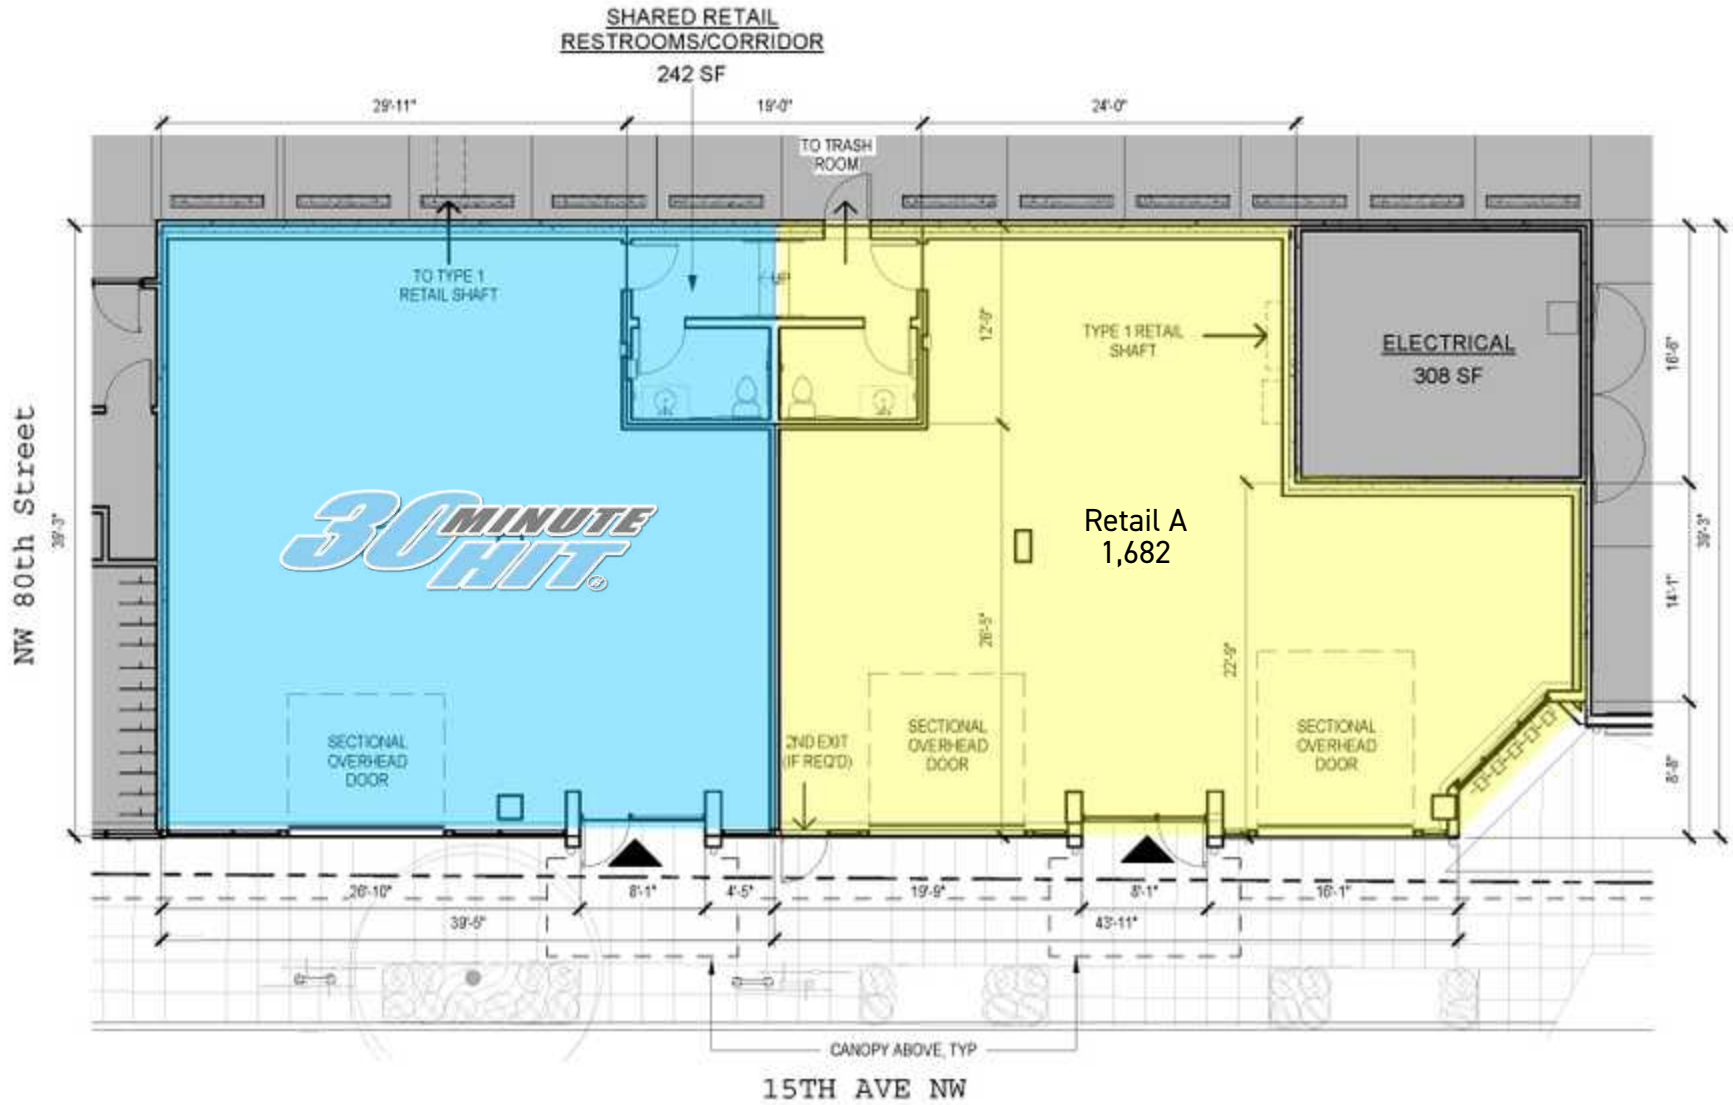 SHARED RETAIL
RESTROOMS/CORRIDOR
242 SF
29'-11"
19'-0"
24'-0"
TO TRASH
ROOM
TO TYPE 1
RETAIL SHAFT
TYPE 1 RETAIL
SHAFT
ELECTRICAL
308 SF
12'-9"
16'-6"
NW 80th Street
39'-3"
30 MINUTE
HIT®
Retail A
1,682
39'-3"
14'-1"
26'-5"
22'-9"
8'-8"
SECTIONAL
OVERHEAD
DOOR
2ND EXIT
(IF REQ'D)
SECTIONAL
OVERHEAD
DOOR
SECTIONAL
OVERHEAD
DOOR
26'-10"
8'-1"
4'-5"
19'-9"
8'-1"
16'-1"
39'-5"
43'-11"
CANOPY ABOVE, TYP
15TH AVE NW